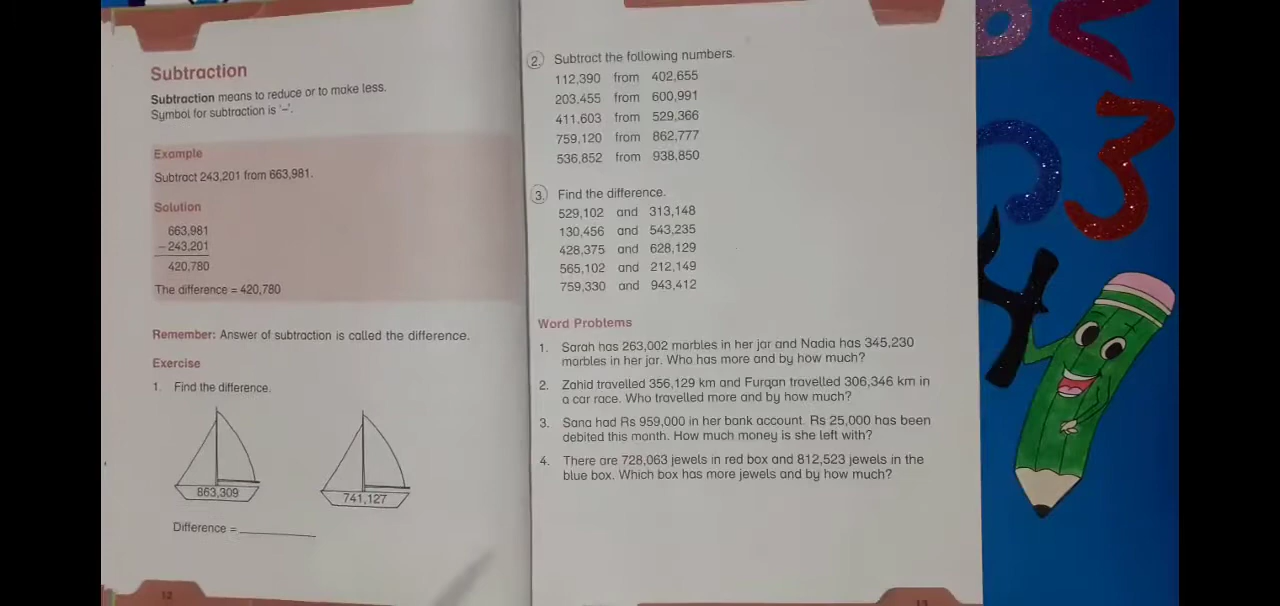 Subtraction
Subtraction means to reduce or to make less.
Symbol for subtraction is '–'.
Example
Subtract 243,201 from 663,981.
Solution
663,981
– 243,201
420,780
The difference = 420,780
Remember: Answer of subtraction is called the difference.
Exercise
1. Find the difference.
863,309
741,127
Difference =
12
2. Subtract the following numbers.
112,390 from 402,655
203,455 from 600,991
411,603 from 529,366
759,120 from 862,777
536,852 from 938,850
3. Find the difference.
529,102 and 313,148
130,456 and 543,235
428,375 and 628,129
565,102 and 212,149
759,330 and 943,412
Word Problems
1. Sarah has 263,002 marbles in her jar and Nadia has 345,230
marbles in her jar. Who has more and by how much?
2. Zahid travelled 356,129 km and Furqan travelled 306,346 km in
a car race. Who travelled more and by how much?
3. Sana had Rs 959,000 in her bank account. Rs 25,000 has been
debited this month. How much money is she left with?
4. There are 728,063 jewels in red box and 812,523 jewels in the
blue box. Which box has more jewels and by how much?
13
3
4